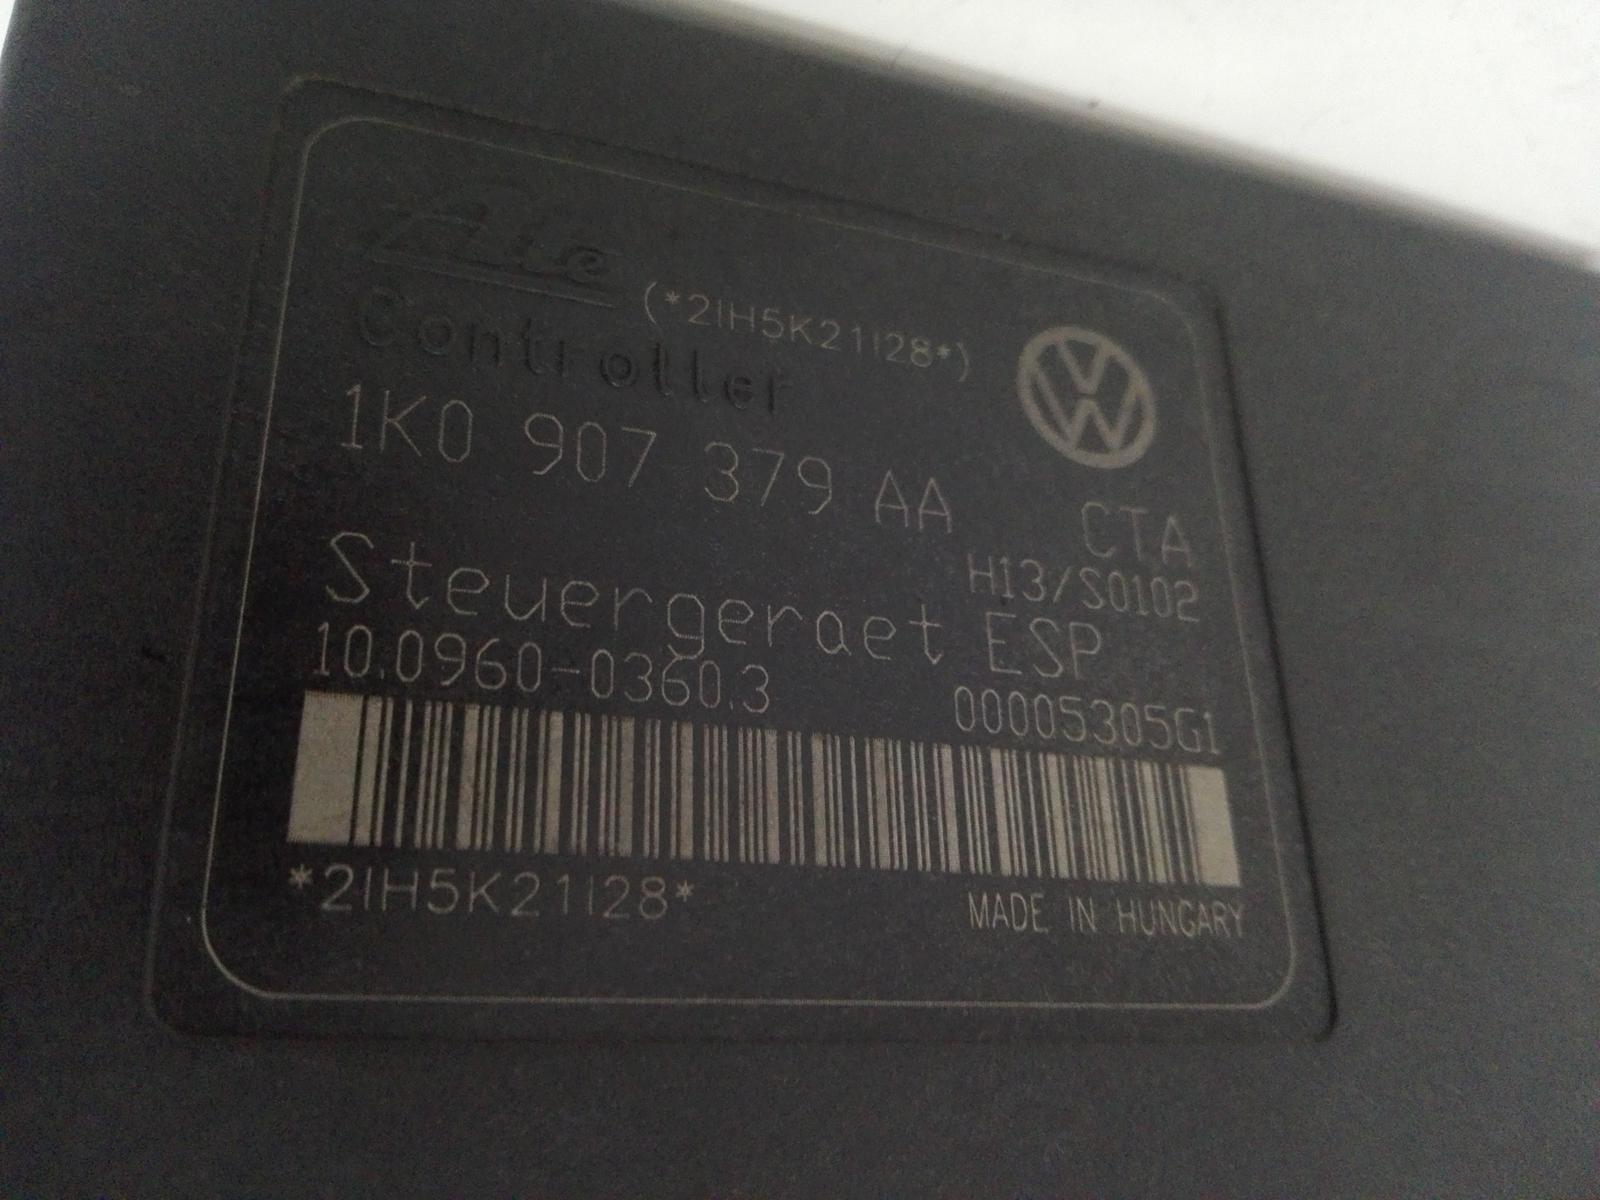 Ate
(*2IH5K21I28*)
Controller
1K0 907 379 AA
CTA
H13/S0102
Steuergeraet ESP
10.0960-0360.3
00005305G1
*2IH5K21I28*
MADE IN HUNGARY